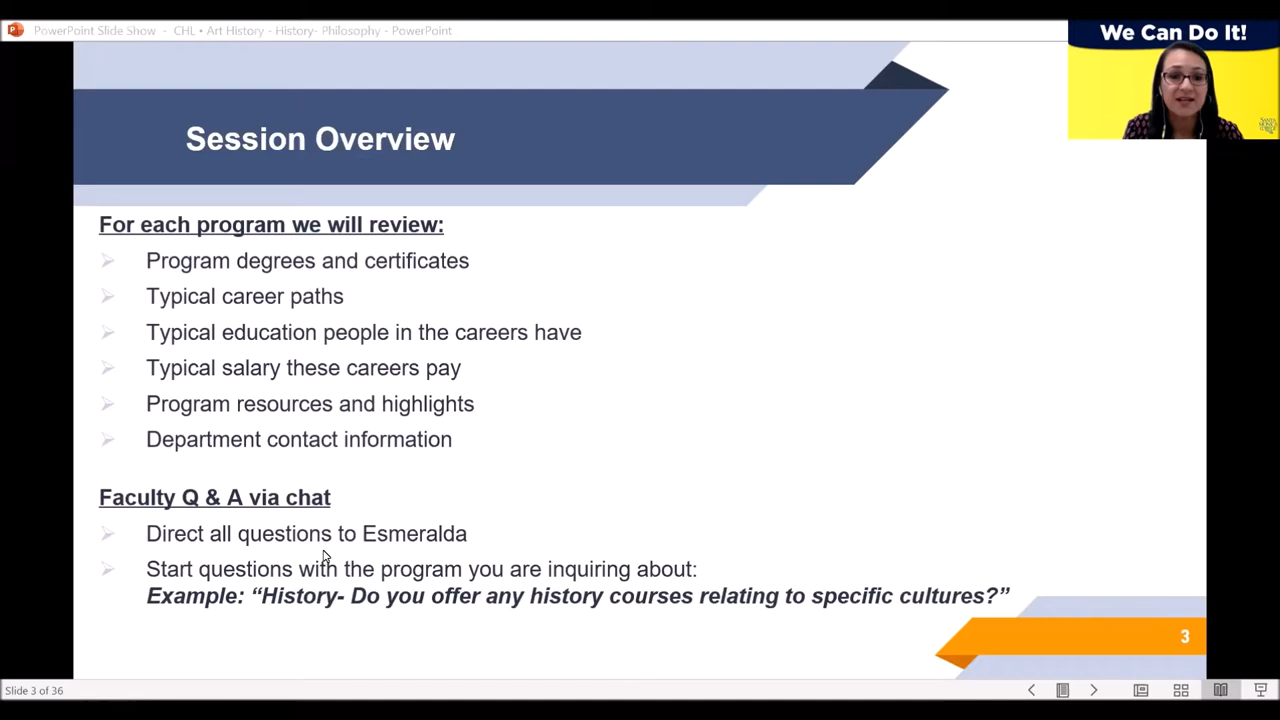 PowerPoint Slide Show - CHL • Art History - History- Philosophy - PowerPoint
We Can Do It!
SANTA
MONICA
COLLEGE
Session Overview
For each program we will review:
Program degrees and certificates
Typical career paths
Typical education people in the careers have
Typical salary these careers pay
Program resources and highlights
Department contact information
Faculty Q & A via chat
Direct all questions to Esmeralda
Start questions with the program you are inquiring about:
Example: “History- Do you offer any history courses relating to specific cultures?”
3
Slide 3 of 36